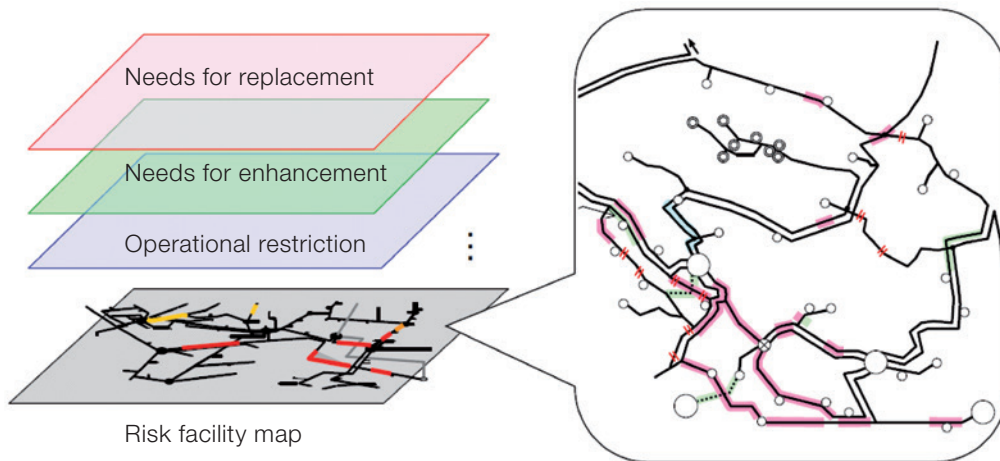 Needs for replacement
Needs for enhancement
Operational restriction
Risk facility map